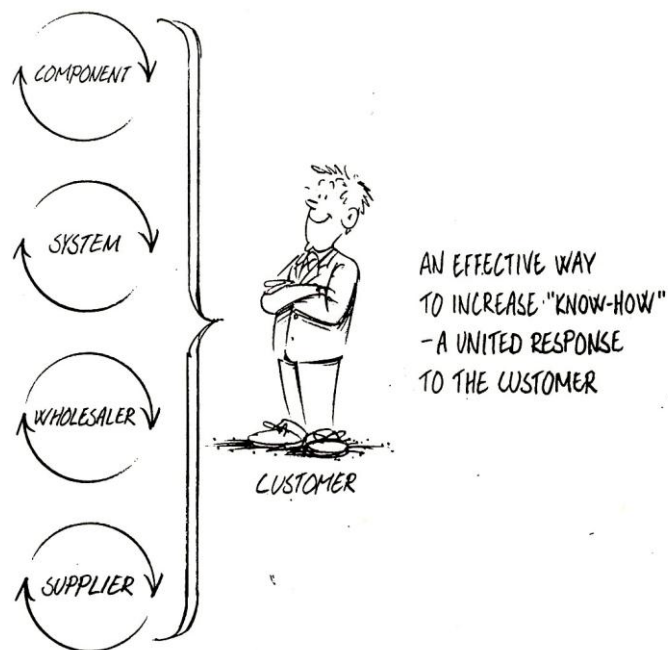 COMPONENT
SYSTEM
WHOLESALER
SUPPLIER
CUSTOMER
AN EFFECTIVE WAY
TO INCREASE "KNOW-HOW"
-A UNITED RESPONSE
TO THE CUSTOMER